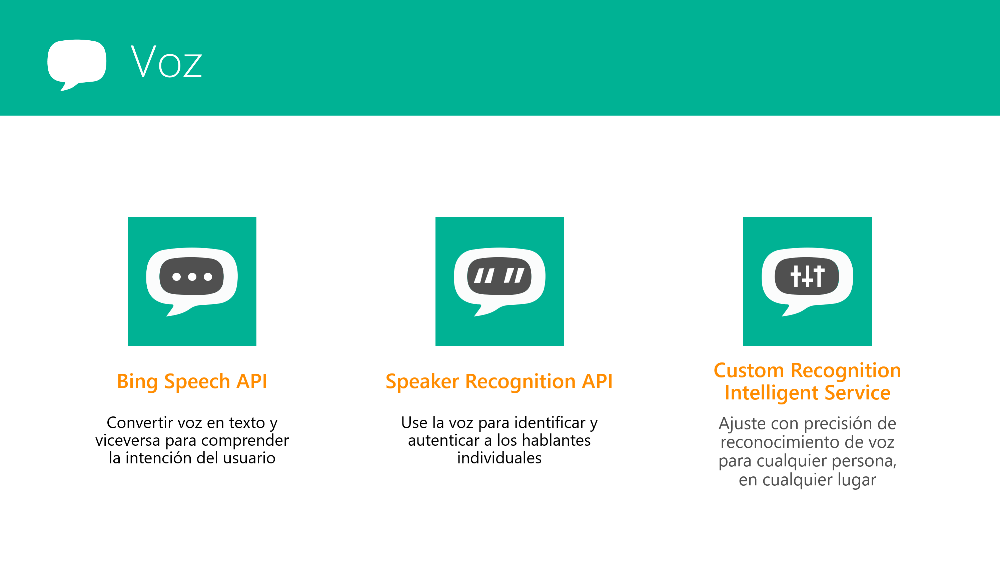 Voz
Bing Speech API
Convertir voz en texto y
viceversa para comprender
la intención del usuario
Speaker Recognition API
Use la voz para identificar y
autenticar a los hablantes
individuales
Custom Recognition
Intelligent Service
Ajuste con precisión de
reconocimiento de voz
para cualquier persona,
en cualquier lugar